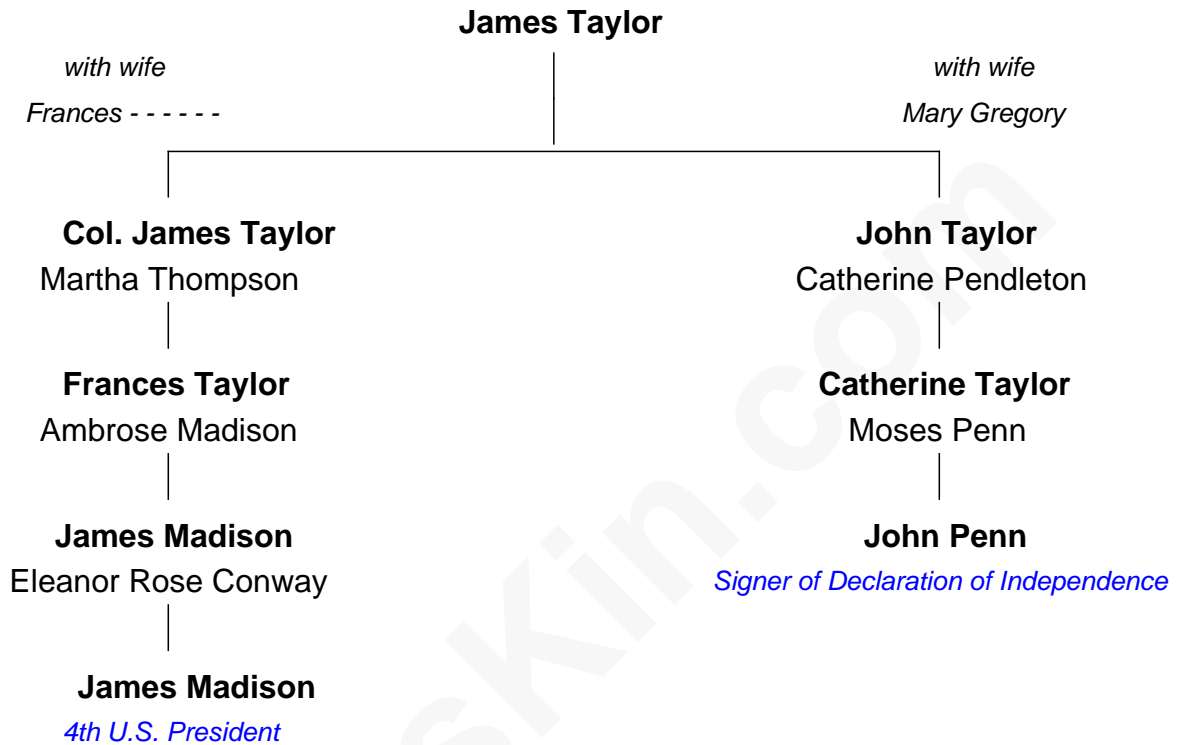 James Taylor
with wife
Frances - - - - - -
with wife
Mary Gregory
Col. James Taylor
Martha Thompson
John Taylor
Catherine Pendleton
Frances Taylor
Ambrose Madison
Catherine Taylor
Moses Penn
James Madison
Eleanor Rose Conway
John Penn
Signer of Declaration of Independence
James Madison
4th U.S. President
sKin.com